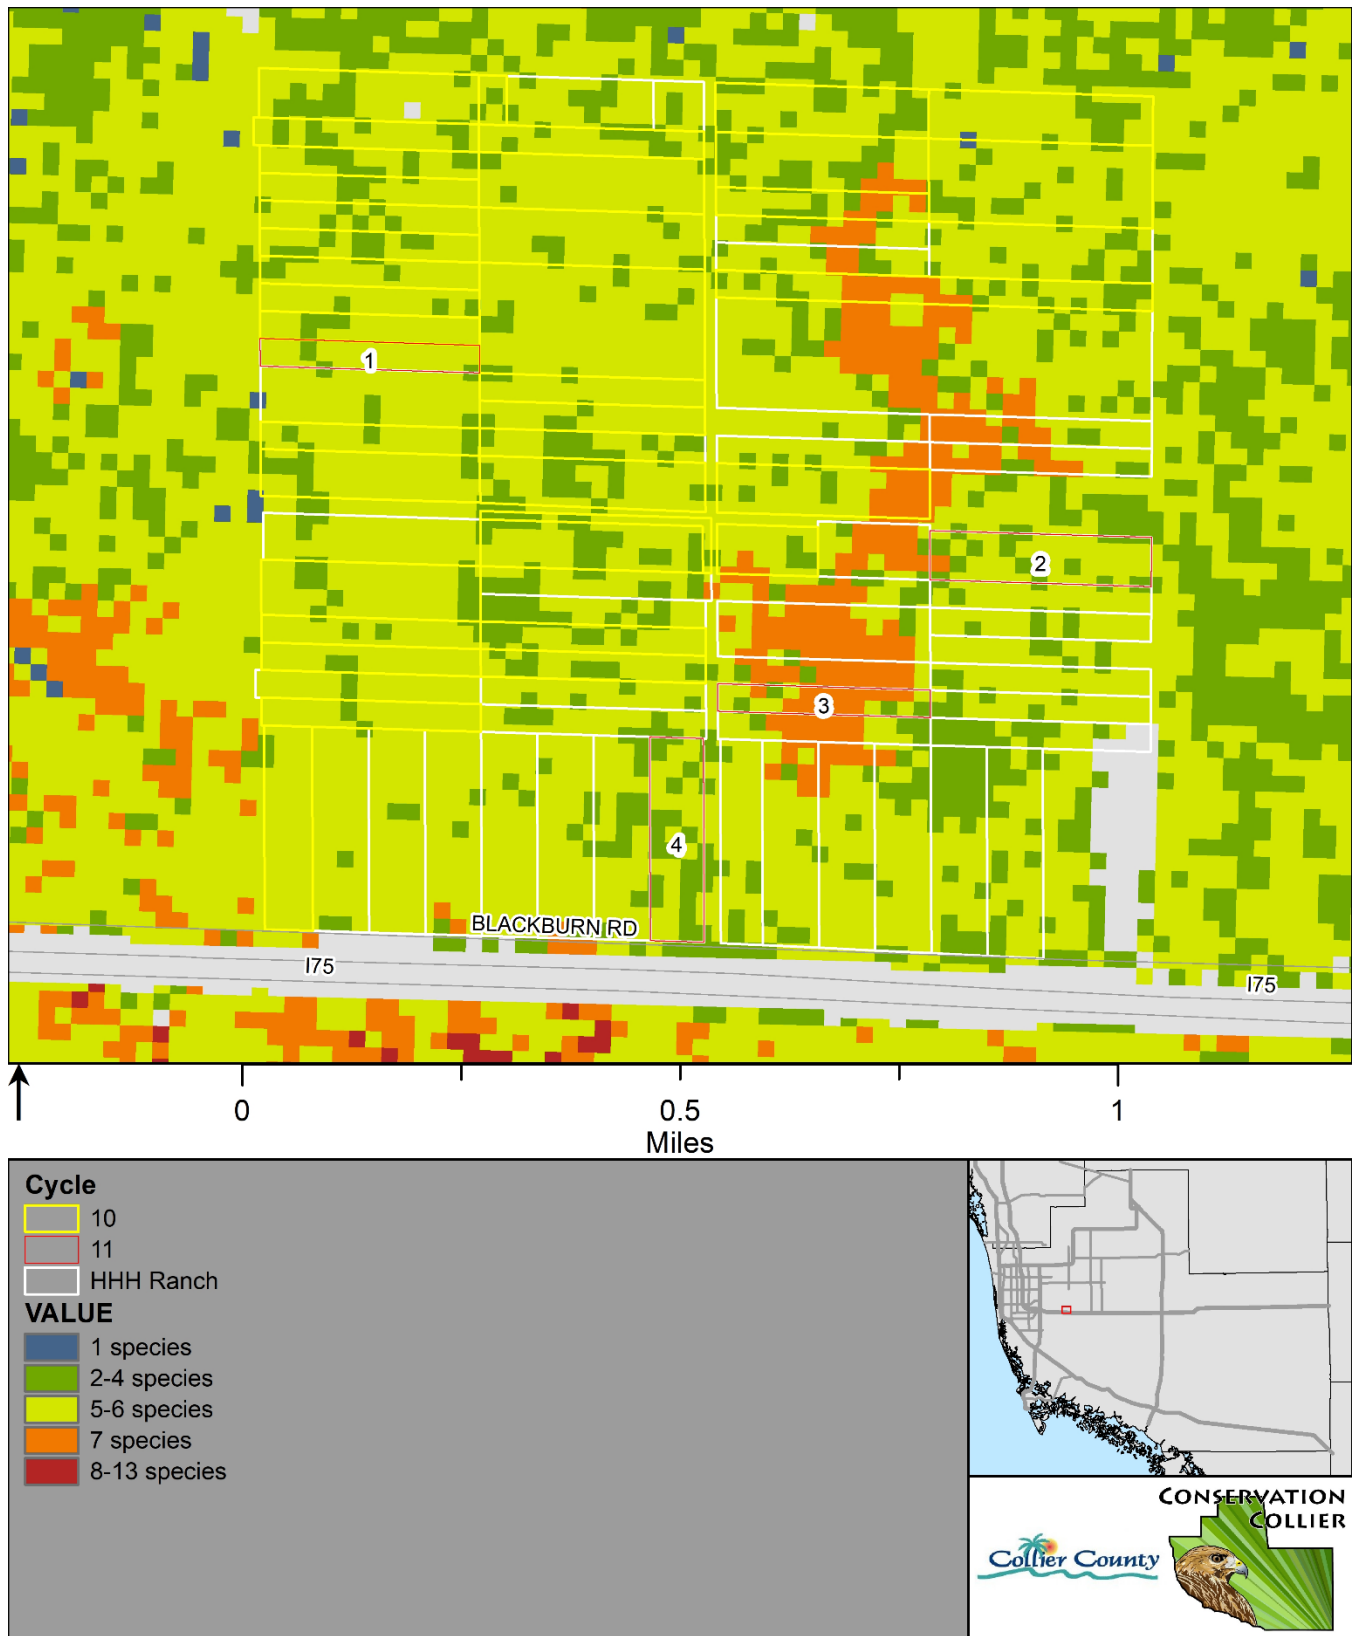 1
2
3
4
BLACKBURN RD
I75
I75
0
0.5
1
Miles
Cycle
10
11
HHH Ranch
VALUE
1 species
2-4 species
5-6 species
7 species
8-13 species
CONSERVATION
COLLIER
Collier County